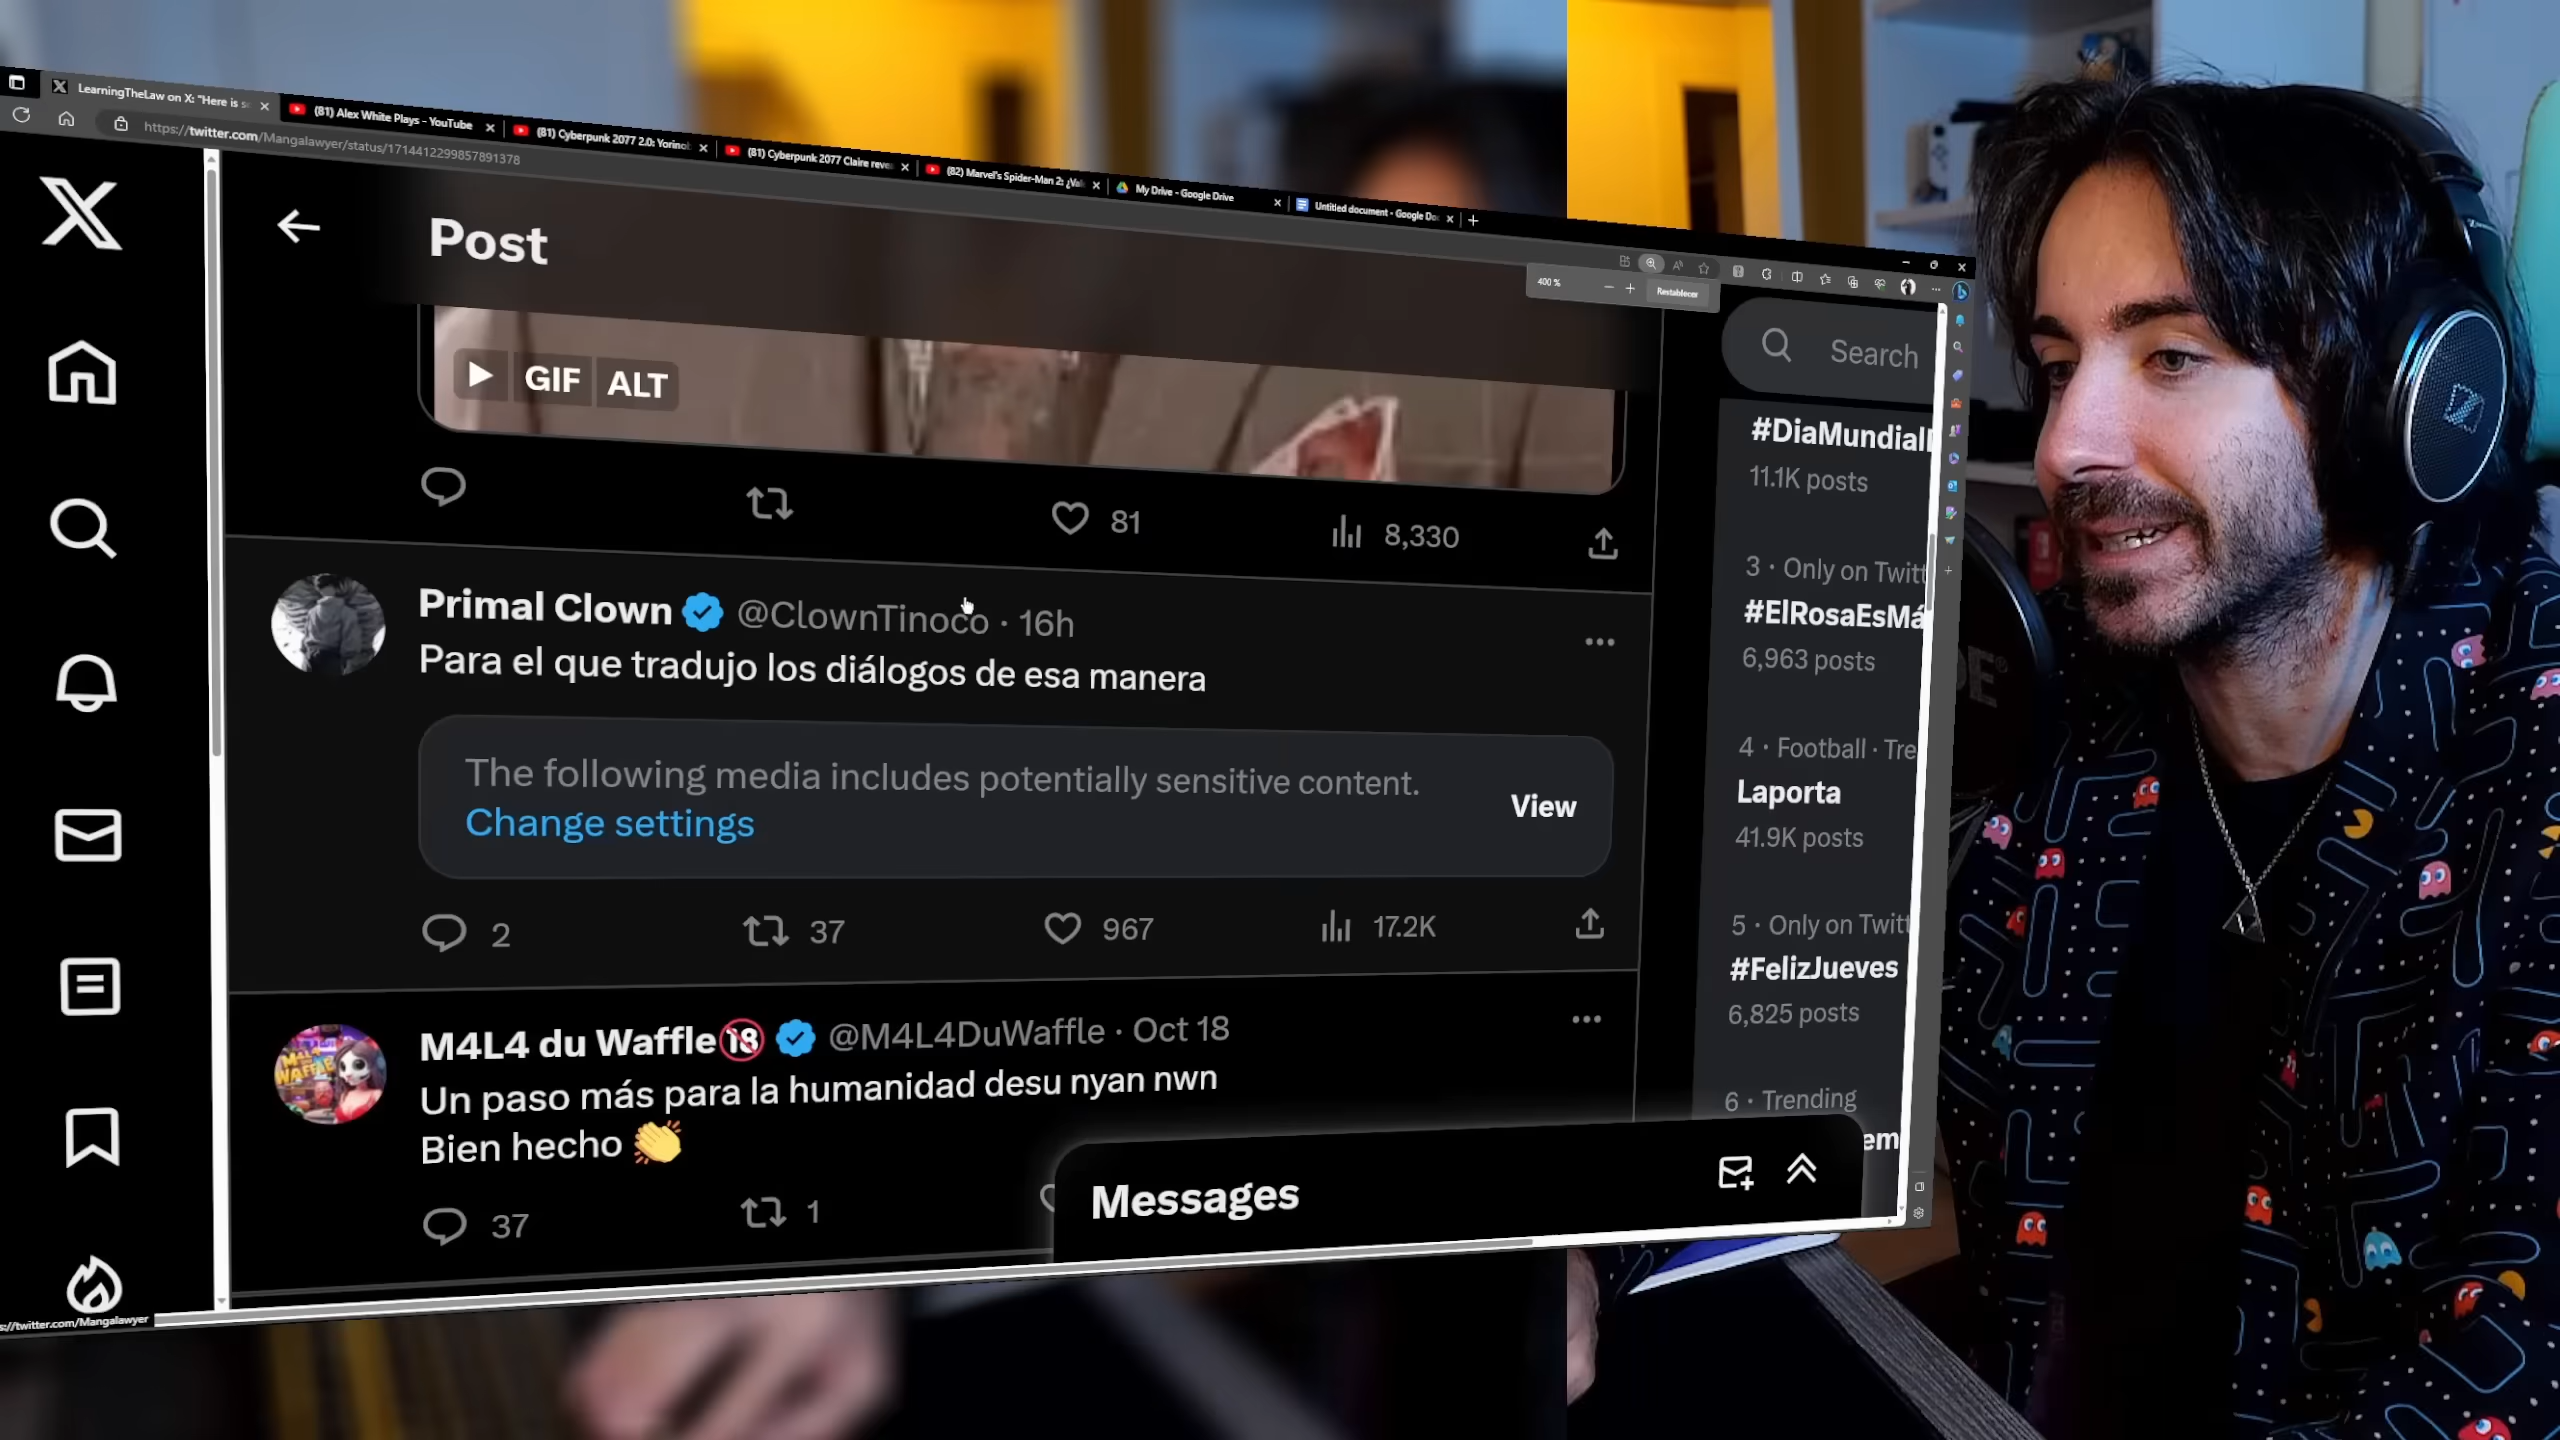 LearningTheLaw on X: "Here is s
(81) Alex White Plays - YouTube
(81) Cyberpunk 2077 2.0: Yorinob
(81) Cyberpunk 2077 Claire reve
(82) Marvel's Spider-Man 2: ¿Val
My Drive - Google Drive
Untitled document - Google Do
https://twitter.com/Mangalawyer/status/1714412299857891378
400 %
Restablecer
Post
Search
GIF
ALT
81
8,330
Primal Clown @ClownTinoco · 16h
Para el que tradujo los diálogos de esa manera
The following media includes potentially sensitive content.
Change settings
View
2
37
967
17.2K
M4L4 du Waffle🔞 @M4L4DuWaffle · Oct 18
Un paso más para la humanidad desu nyan nwn
Bien hecho 👏
37
1
#DiaMundial
11.1K posts
3 · Only on Twitt
#ElRosaEsMá
6,963 posts
4 · Football · Tre
Laporta
41.9K posts
5 · Only on Twitt
#FelizJueves
6,825 posts
6 · Trending
em
Messages
s://twitter.com/Mangalawyer
M4L4
WAFFLE
DE®